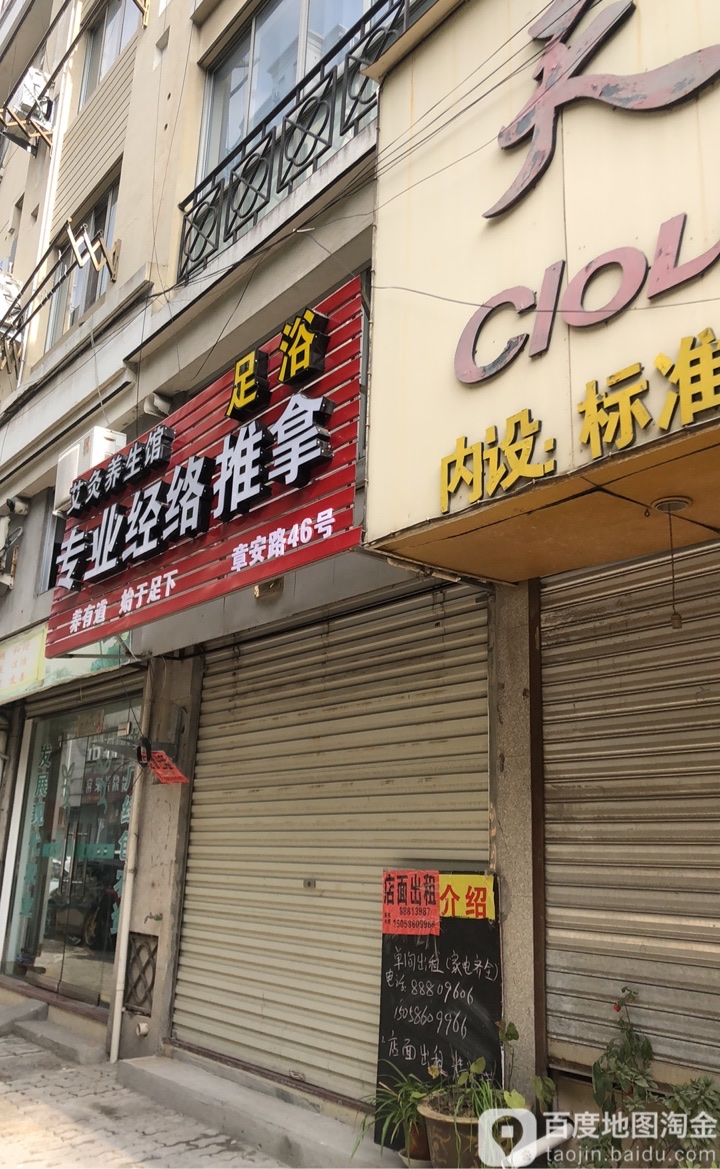 足浴
艾灸养生馆
专业经络推拿
养有道 始于足下
章安路46号
CIOL
内设:标准
店面出租
88813987
15058609966
介绍
单间出租(家电齐全)
电话:88809606
15058609966
店面出租
百度地图淘金
taojin.baidu.com